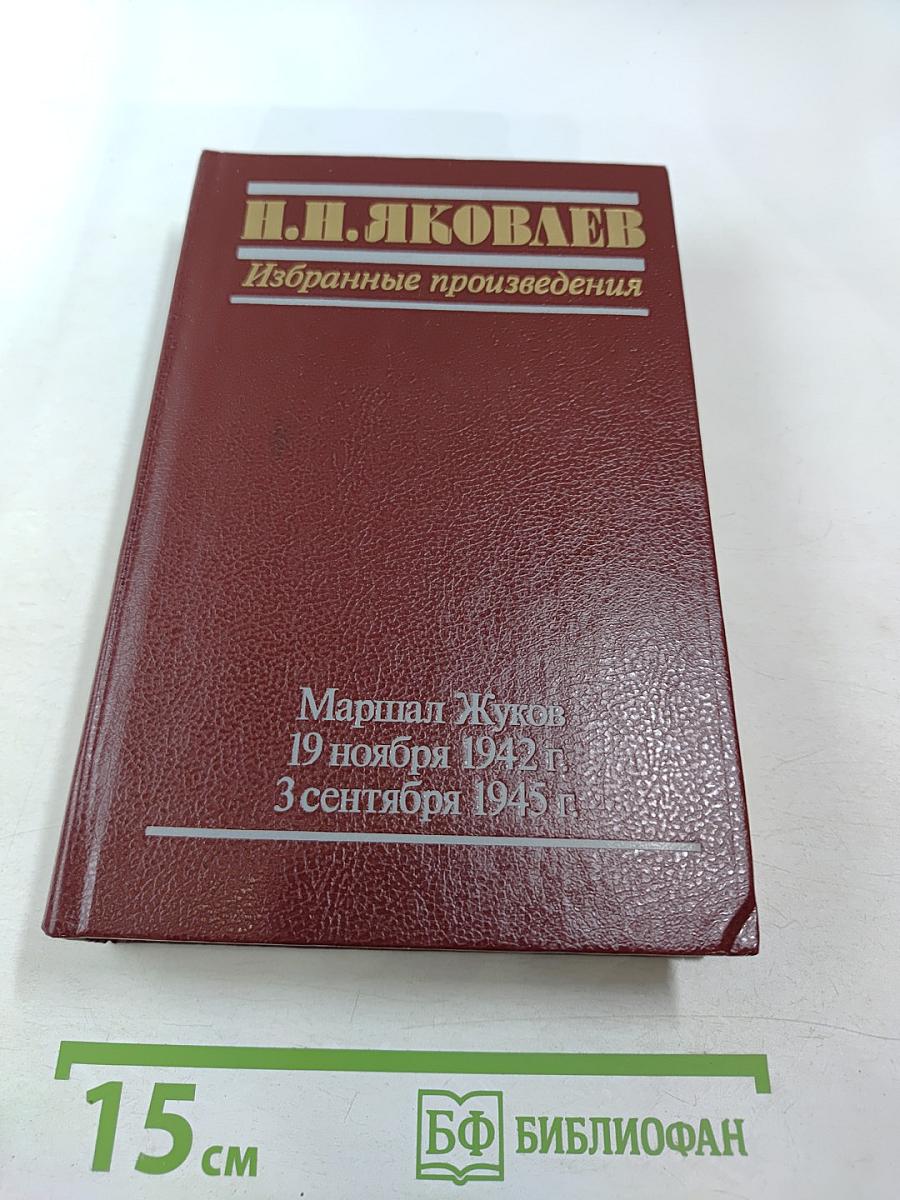 Н.Н.ЯКОВЛЕВ
Избранные произведения
Маршал Жуков
19 ноября 1942 г.
3 сентября 1945 г.
15 см
БФ БИБЛИОФАН